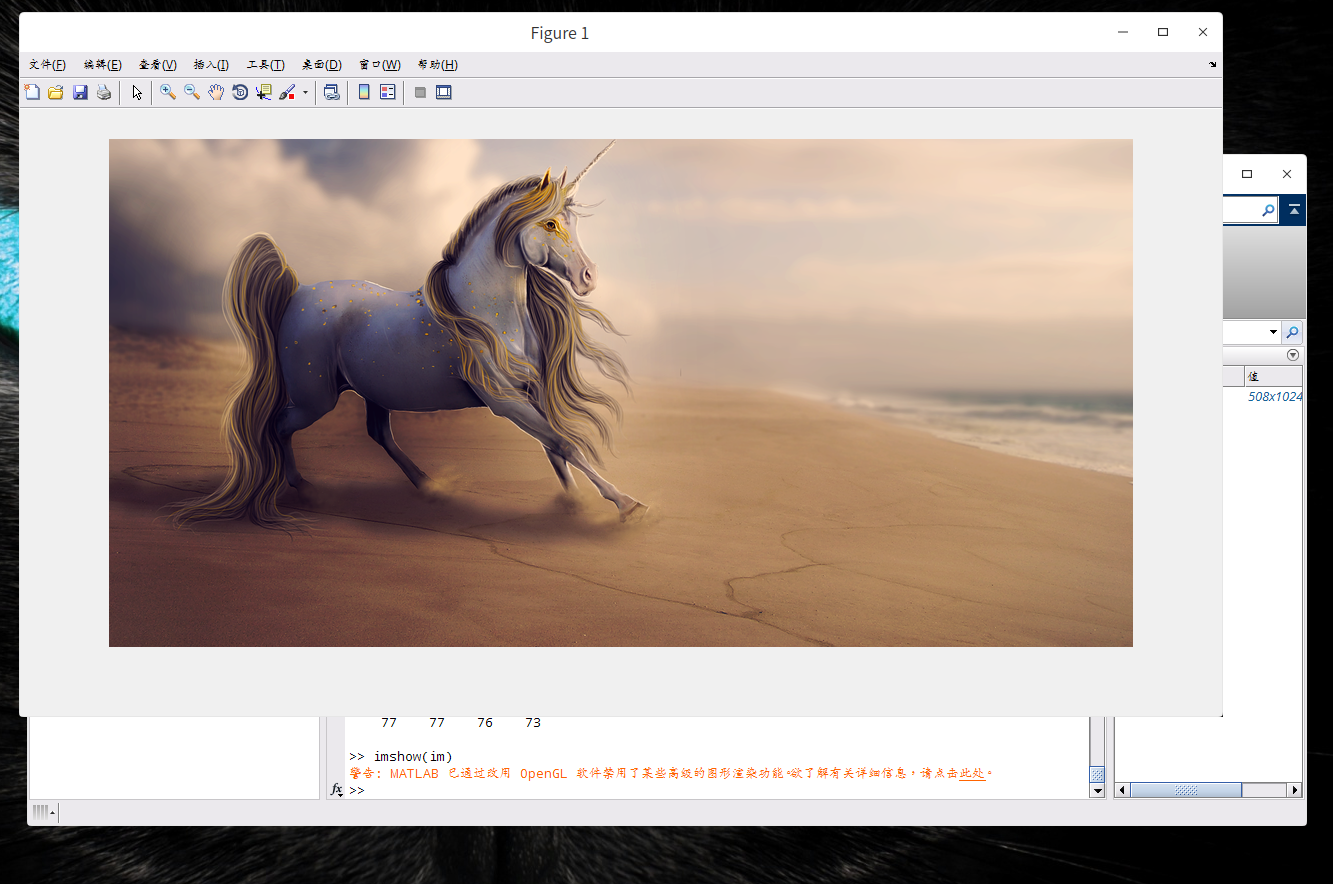 Figure 1
文件(F) 编辑(E) 查看(V) 插入(I) 工具(T) 桌面(D) 窗口(W) 帮助(H)
值
508x1024
77 77 76 73
>> imshow(im)
警告: MATLAB 已通过改用 OpenGL 软件禁用了某些高级的图形渲染功能。欲了解有关详细信息，请点击此处。
fx >>